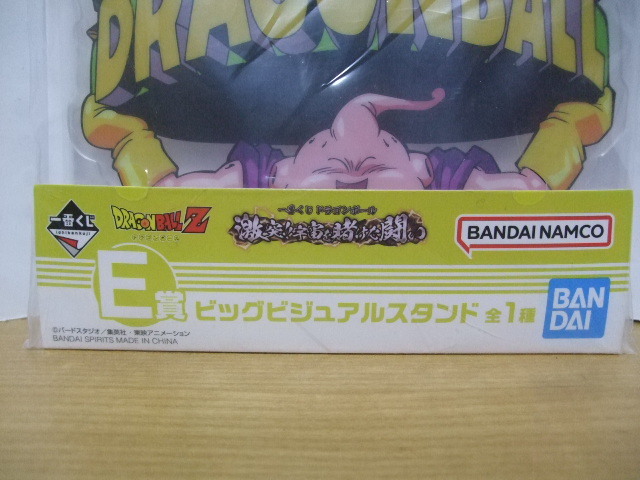 DRAGONBALL
一番くじ
ichibankuji
DRAGONBALL Z
ドラゴンボール
一番くじ ドラゴンボール
激突!!宇宙を賭けた闘い
BANDAI NAMCO
E賞 ビッグビジュアルスタンド 全1種
BAN
DAI
©バードスタジオ/集英社・東映アニメーション
BANDAI SPIRITS MADE IN CHINA